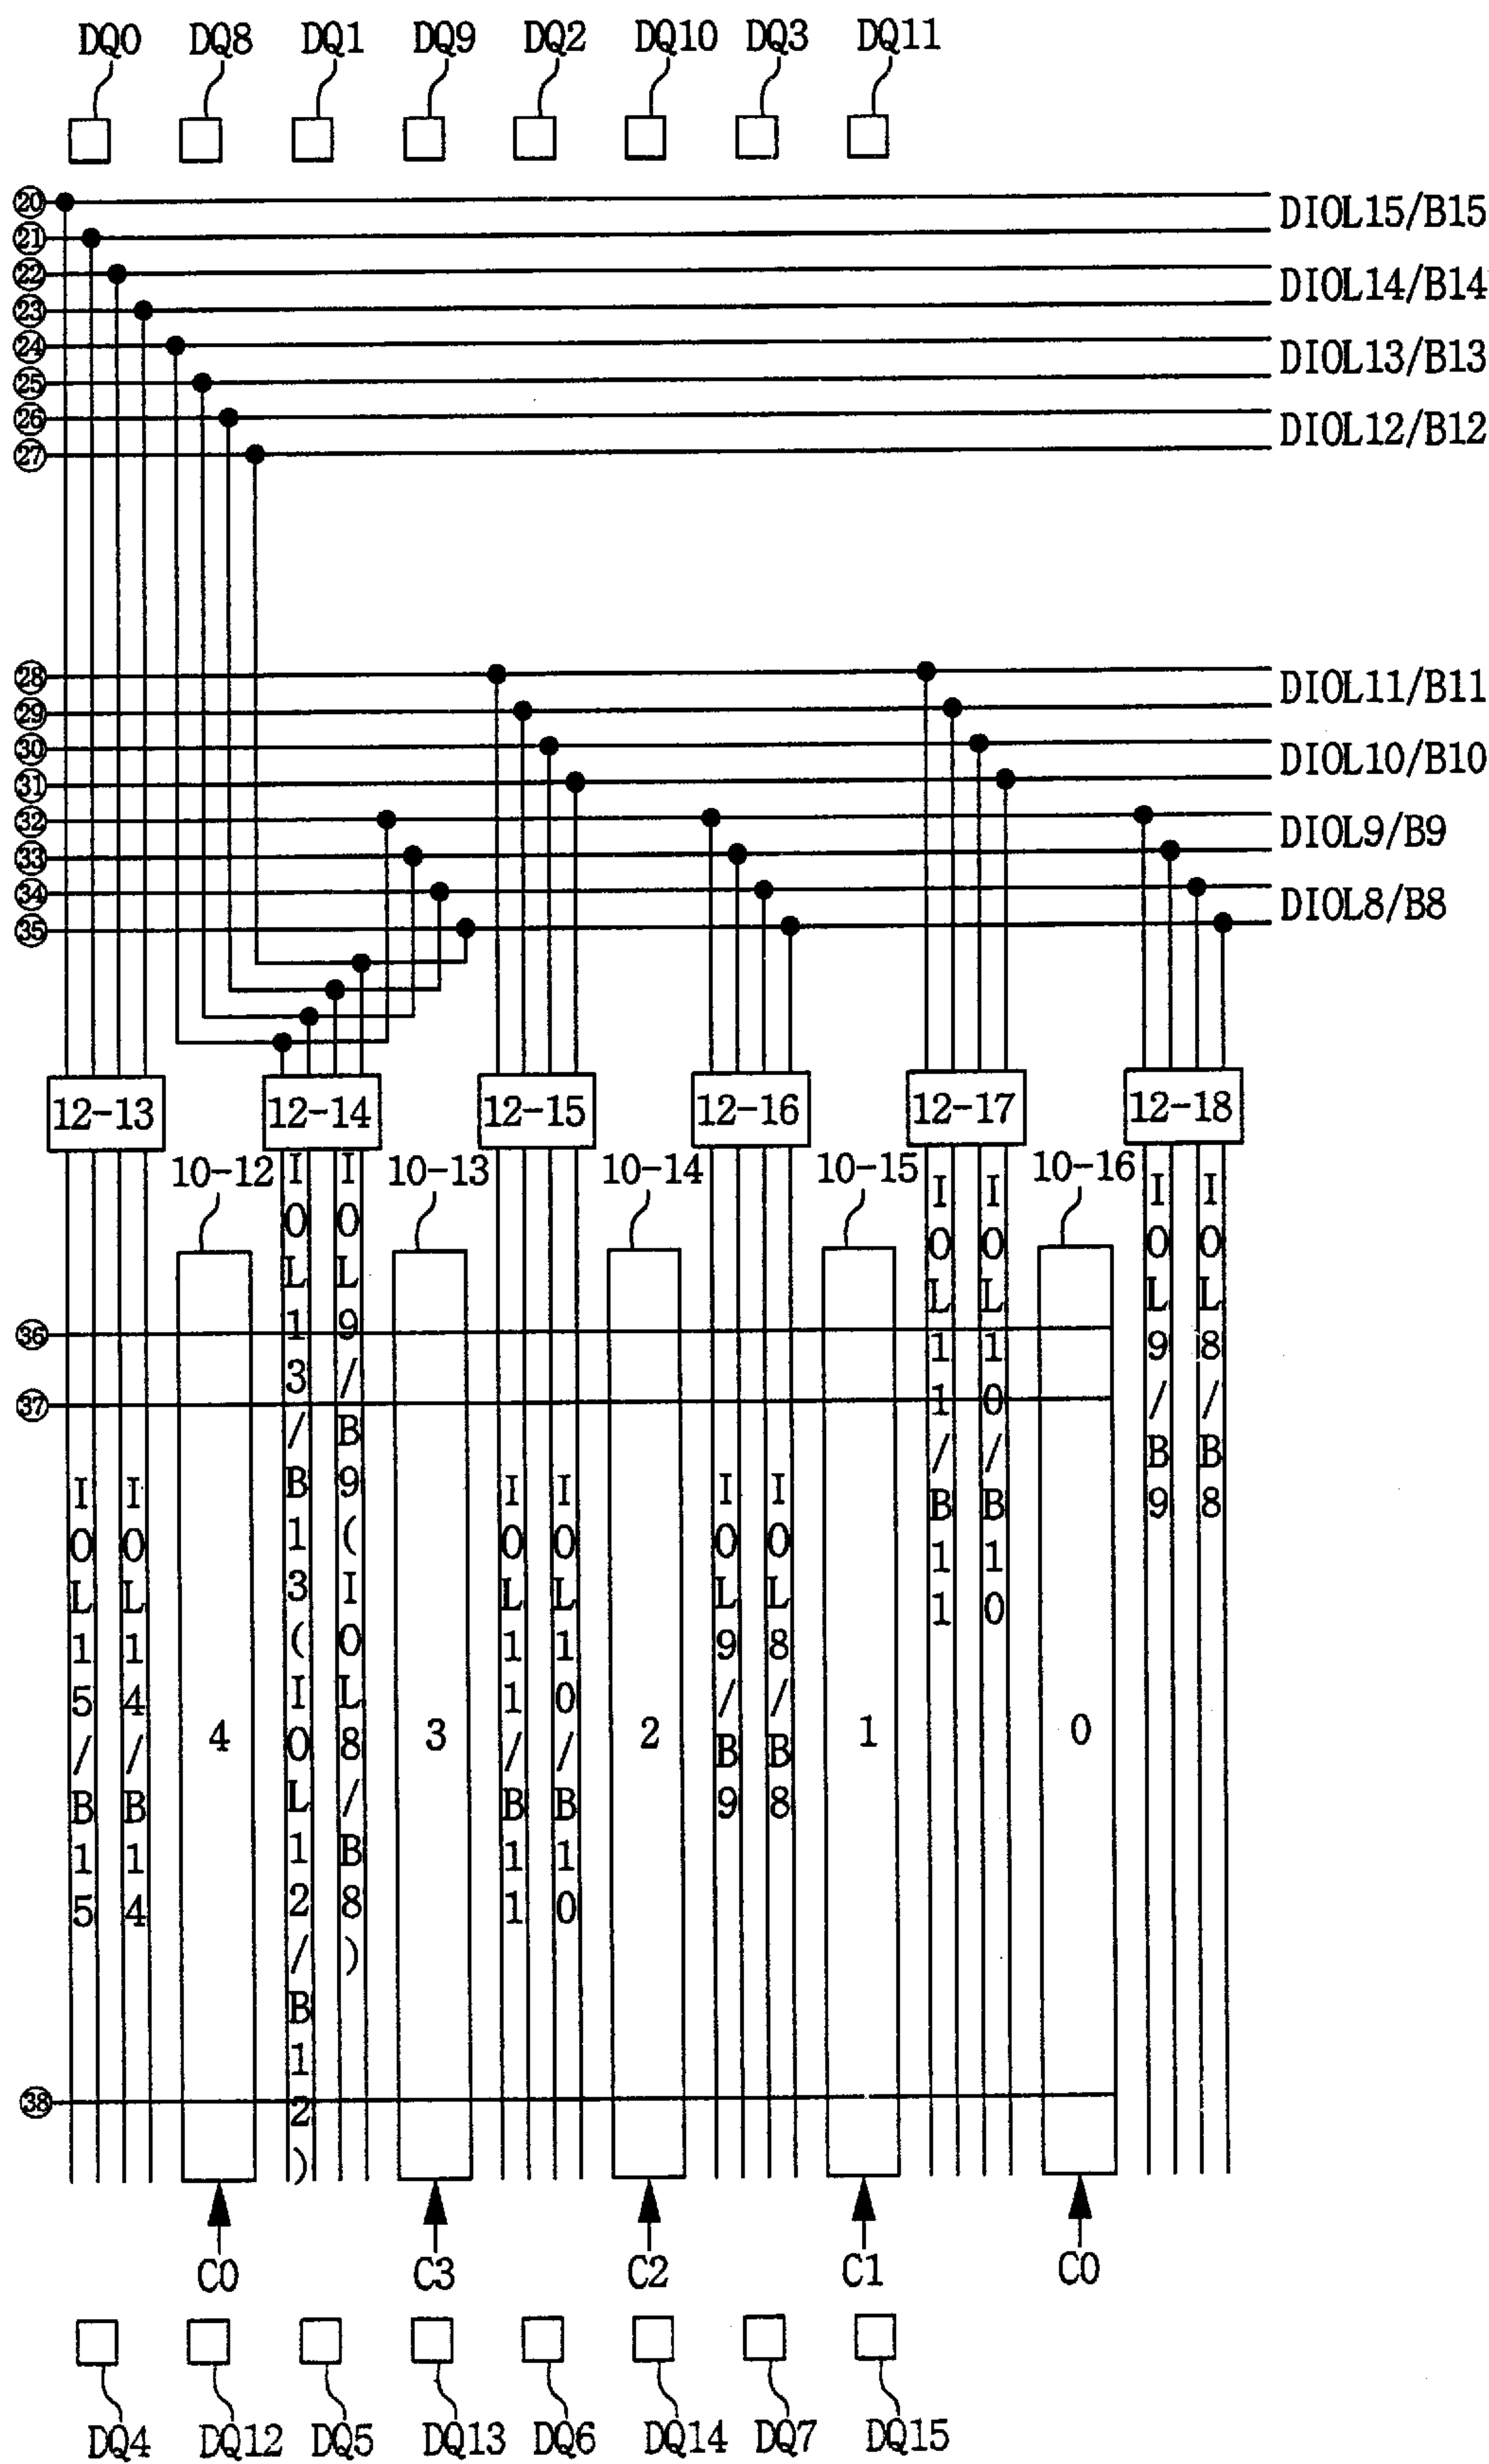 DQ0 DQ8 DQ1 DQ9 DQ2 DQ10 DQ3 DQ11
20
DIOL15/B15
21
22
DIOL14/B14
23
24
DIOL13/B13
25
26
DIOL12/B12
27
28
DIOL11/B11
29
30
DIOL10/B10
31
32
DIOL9/B9
33
34
DIOL8/B8
35
12-13 12-14 12-15 12-16 12-17 12-18
10-12 10-13 10-14 10-15 10-16
36
37
IOL15/B15
IOL14/B14
IOL13/B13(IOL12/B12)
IOL9/B9(IOL8/B8)
IOL11/B11
IOL10/B10
IOL9/B9
IOL8/B8
IOL11/B11
IOL10/B10
IOL9/B9
IOL8/B8
4 3 2 1 0
38
C0 C3 C2 C1 C0
DQ4 DQ12 DQ5 DQ13 DQ6 DQ14 DQ7 DQ15